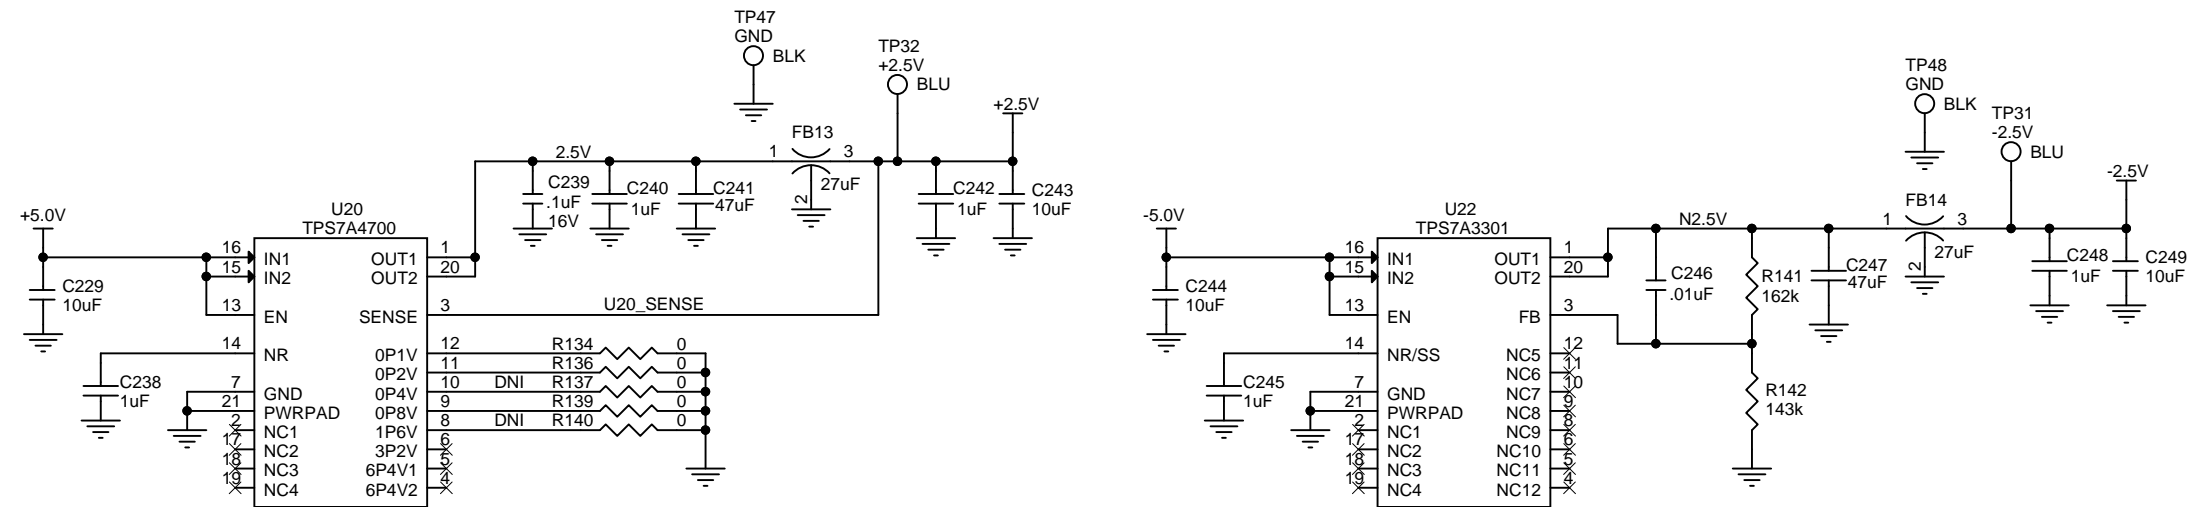 TP47
GND
BLK
TP32
+2.5V
BLU
+2.5V
FB13
1
3
2
27uF
2.5V
C239
.1uF
16V
C240
1uF
C241
47uF
C242
1uF
C243
10uF
+5.0V
C229
10uF
C238
1uF
U20
TPS7A4700
16 IN1
15 IN2
13 EN
14 NR
7 GND
21 PWRPAD
2 NC1
17 NC2
18 NC3
19 NC4
OUT1 1
OUT2 20
SENSE 3
U20_SENSE
0P1V 12 R134 0
0P2V 11 R136 0
0P4V 10 DNI R137 0
0P8V 9 R139 0
1P6V 8 DNI R140 0
3P2V 6
6P4V1 5
6P4V2 4
TP48
GND
BLK
TP31
-2.5V
BLU
-2.5V
FB14
1
3
2
27uF
N2.5V
C246
.01uF
R141
162k
C247
47uF
C248
1uF
C249
10uF
R142
143k
-5.0V
C244
10uF
C245
1uF
U22
TPS7A3301
16 IN1
15 IN2
13 EN
14 NR/SS
7 GND
21 PWRPAD
2 NC1
17 NC2
18 NC3
19 NC4
OUT1 1
OUT2 20
FB 3
NC5 12
NC6 11
NC7 10
NC8 9
NC9 8
NC10 6
NC11 5
NC12 4